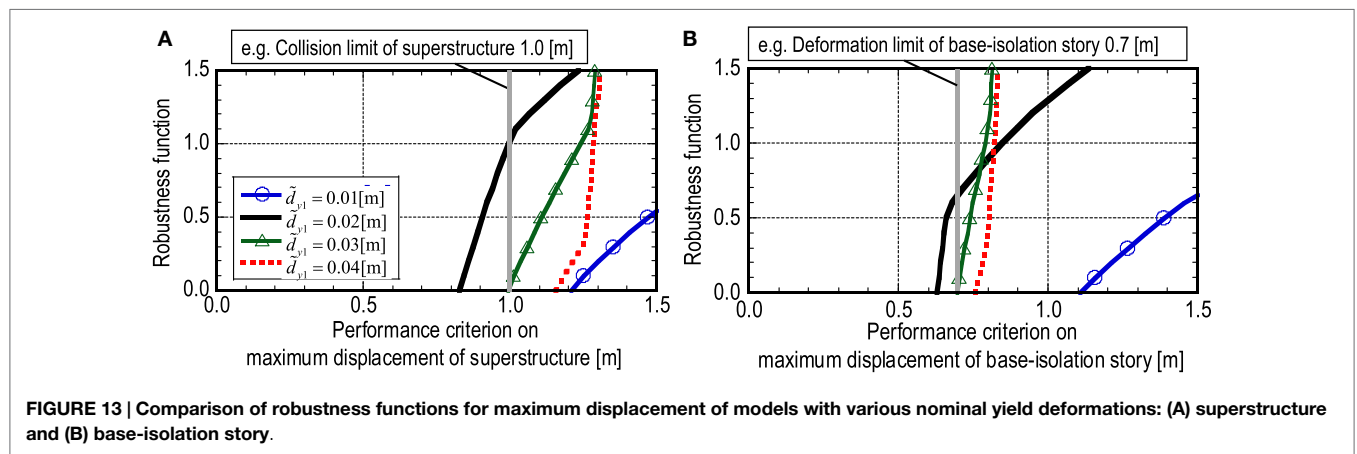 A
e.g. Collision limit of superstructure 1.0 [m]
1.5
1.0
0.5
0.0
Robustness function
d̃y1 = 0.01[m]
d̃y1 = 0.02[m]
d̃y1 = 0.03[m]
d̃y1 = 0.04[m]
0.0 0.5 1.0 1.5
Performance criterion on
maximum displacement of superstructure [m]
B
e.g. Deformation limit of base-isolation story 0.7 [m]
1.5
1.0
0.5
0.0
Robustness function
0.0 0.5 1.0 1.5
Performance criterion on
maximum displacement of base-isolation story [m]
FIGURE 13 | Comparison of robustness functions for maximum displacement of models with various nominal yield deformations: (A) superstructure
and (B) base-isolation story.